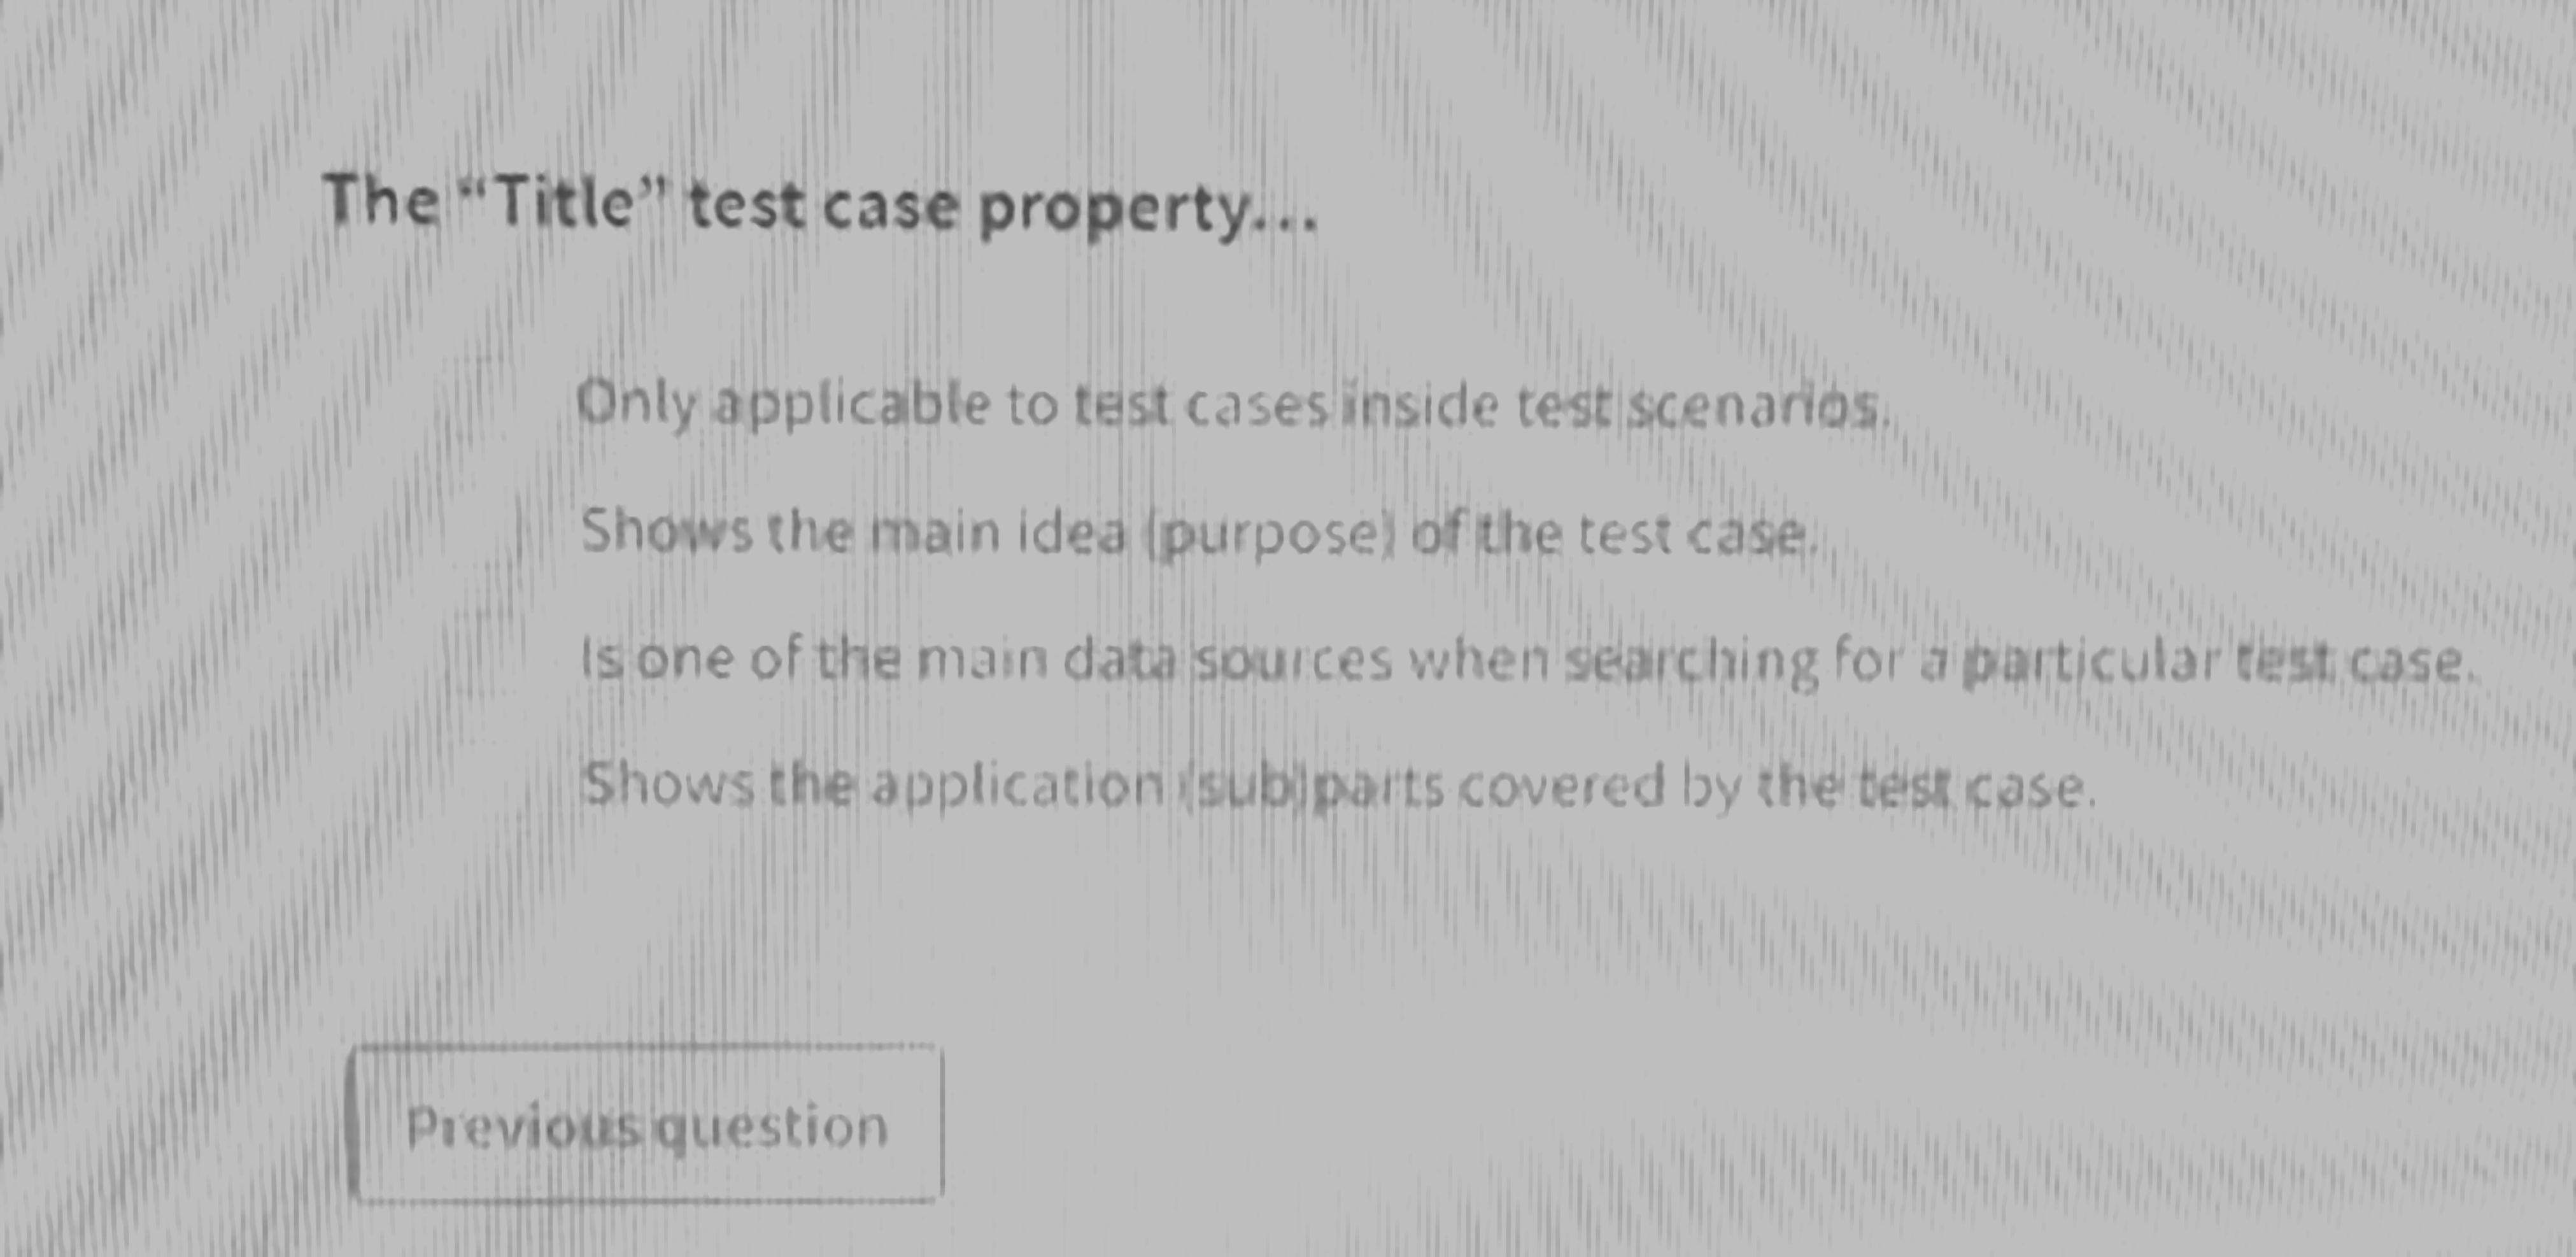 The “Title” test case property...
Only applicable to test cases inside test scenarios.
Shows the main idea (purpose) of the test case.
Is one of the main data sources when searching for a particular test case.
Shows the application (sub)parts covered by the test case.
Previous question